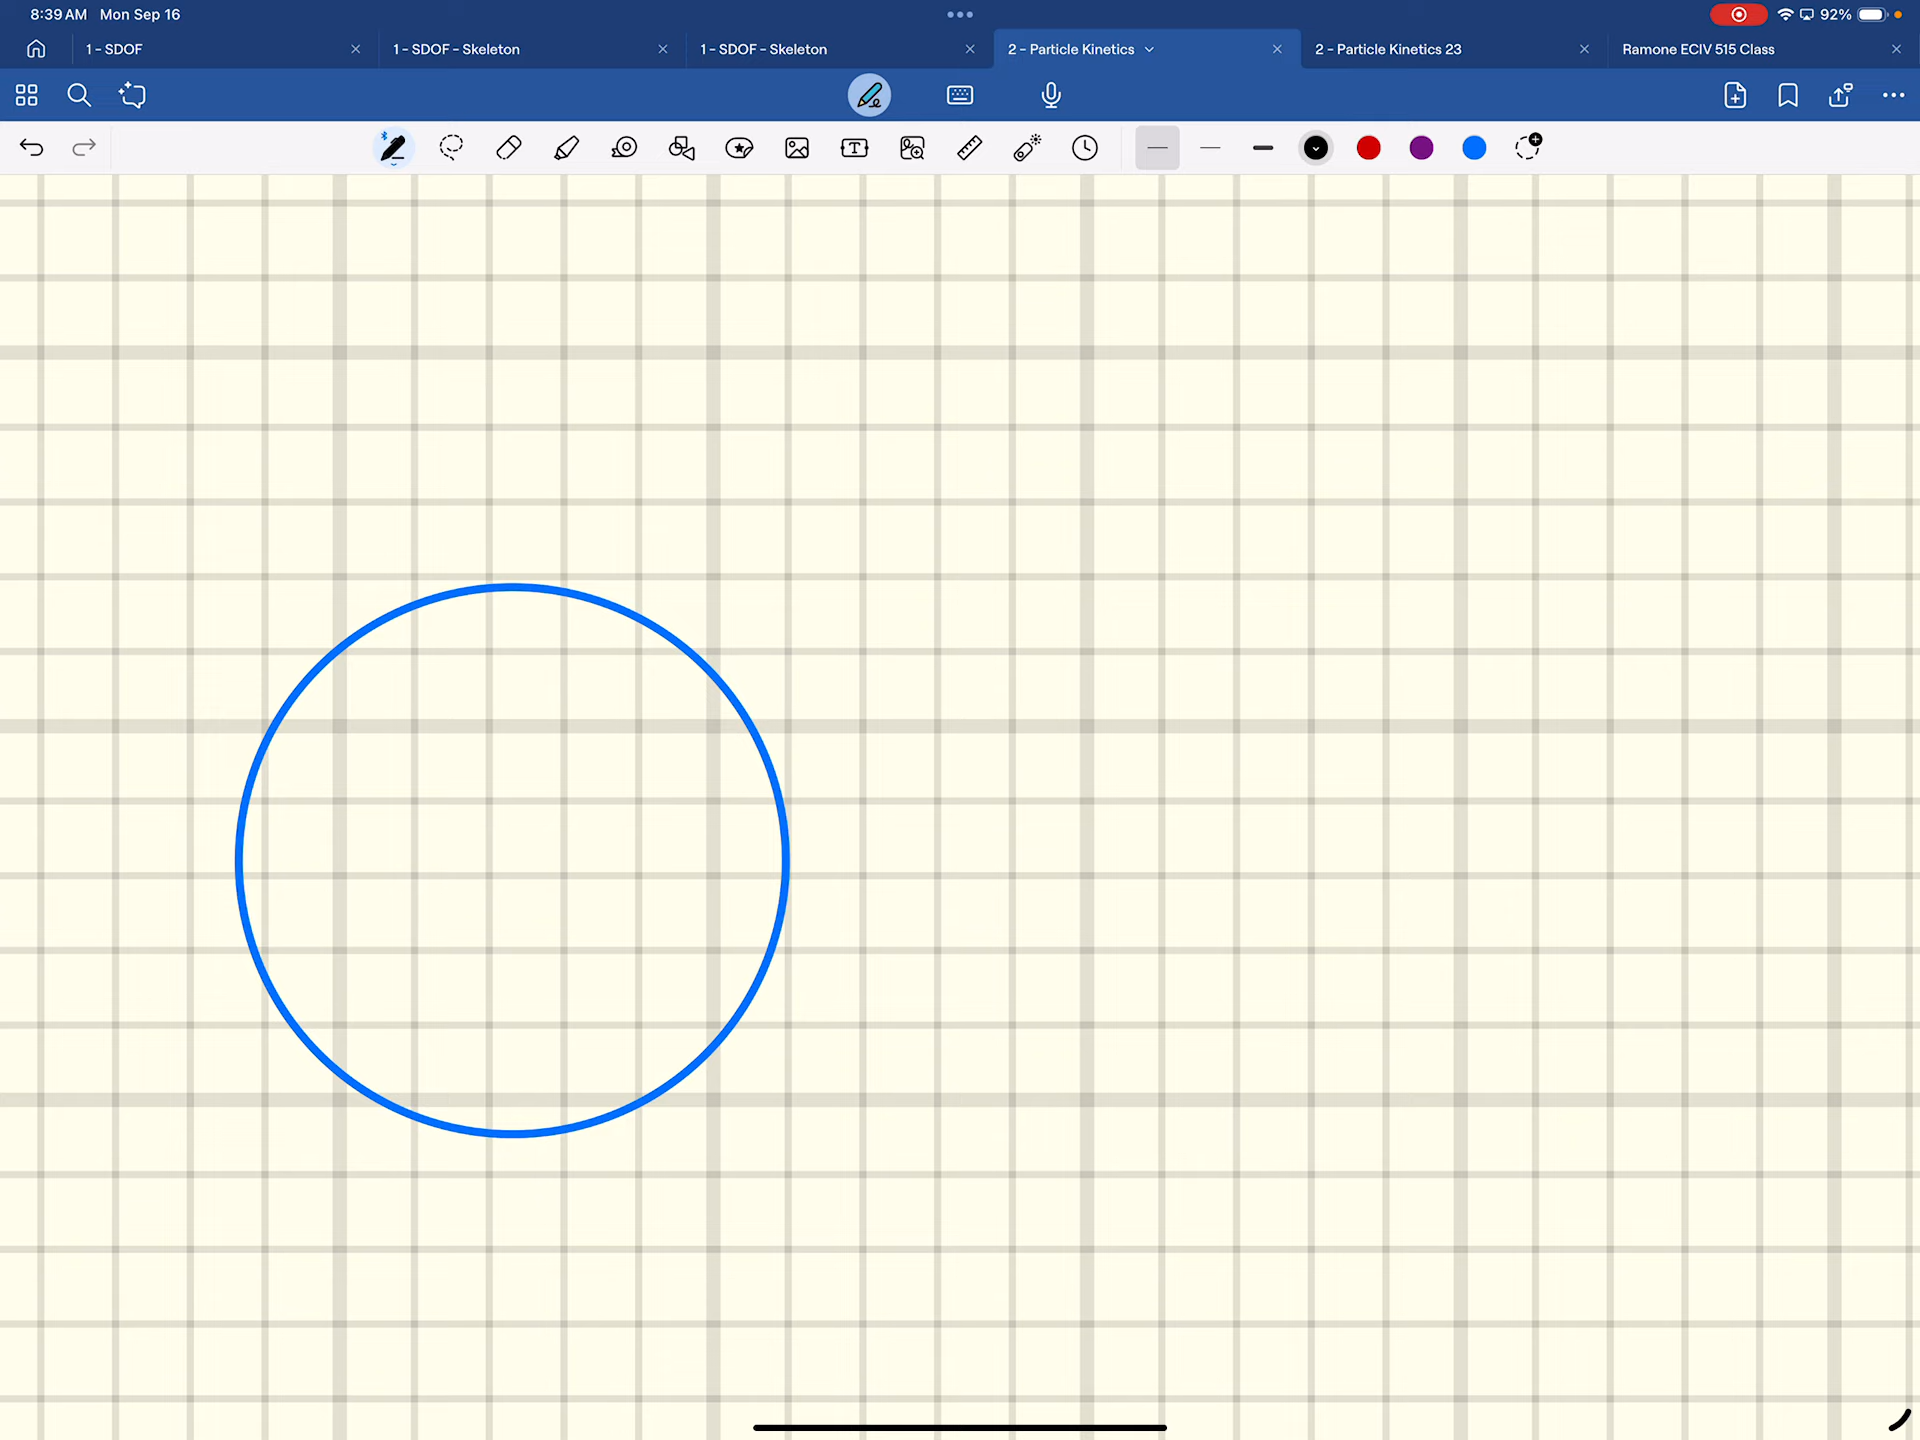 8:39 AM Mon Sep 16
92%
1 - SDOF
1 - SDOF - Skeleton
1 - SDOF - Skeleton
2 - Particle Kinetics
2 - Particle Kinetics 23
Ramone ECIV 515 Class
T